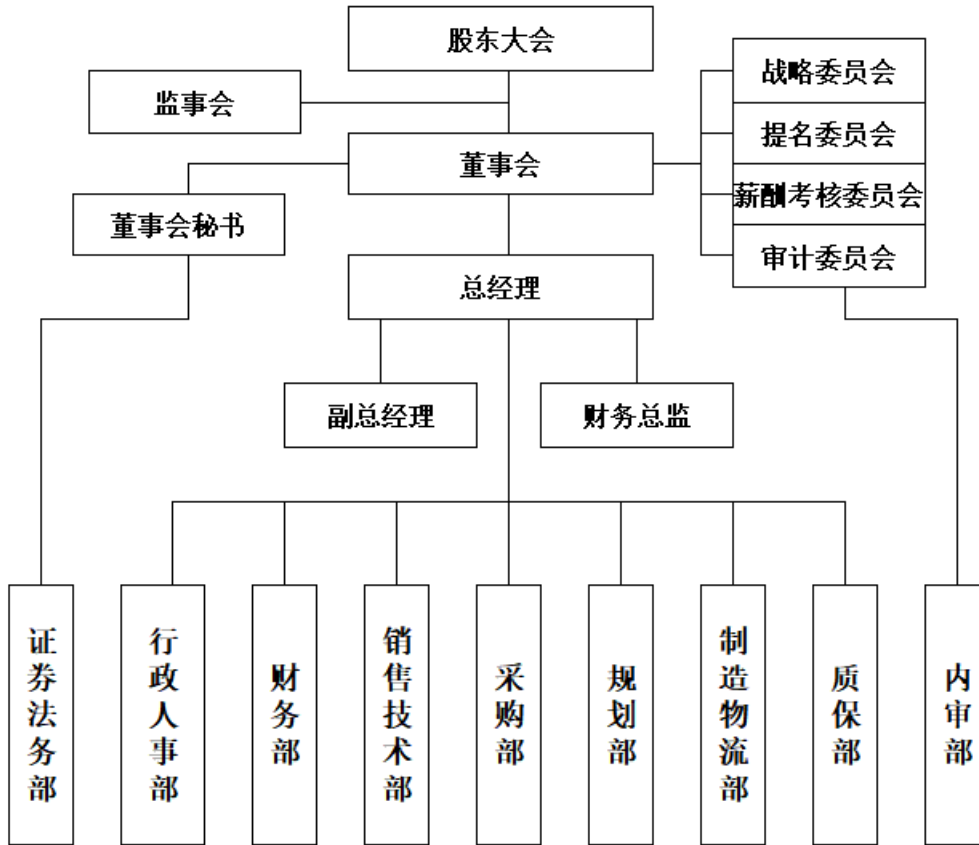 股东大会
监事会
战略委员会
提名委员会
董事会
薪酬考核委员会
董事会秘书
审计委员会
总经理
副总经理
财务总监
证券法务部
行政人事部
财务部
销售技术部
采购部
规划部
制造物流部
质保部
内审部